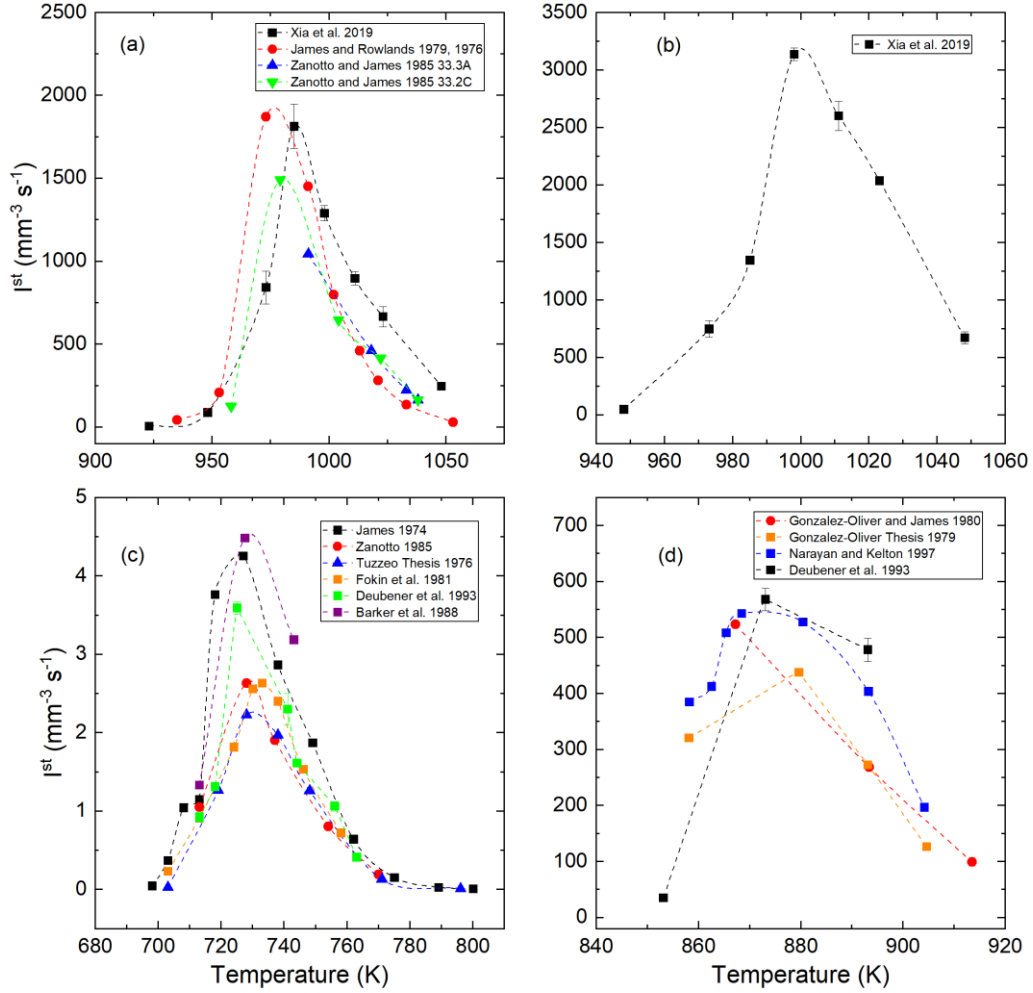 (a)
Xia et al. 2019
James and Rowlands 1979, 1976
Zanotto and James 1985 33.3A
Zanotto and James 1985 33.2C
2500
2000
1500
1000
500
0
I^st (mm^-3 s^-1)
900 950 1000 1050
(b)
Xia et al. 2019
3500
3000
2500
2000
1500
1000
500
0
940 960 980 1000 1020 1040 1060
(c)
James 1974
Zanotto 1985
Tuzzeo Thesis 1976
Fokin et al. 1981
Deubener et al. 1993
Barker et al. 1988
5
4
3
2
1
0
I^st (mm^-3 s^-1)
680 700 720 740 760 780 800
Temperature (K)
(d)
Gonzalez-Oliver and James 1980
Gonzalez-Oliver Thesis 1979
Narayan and Kelton 1997
Deubener et al. 1993
700
600
500
400
300
200
100
0
840 860 880 900 920
Temperature (K)